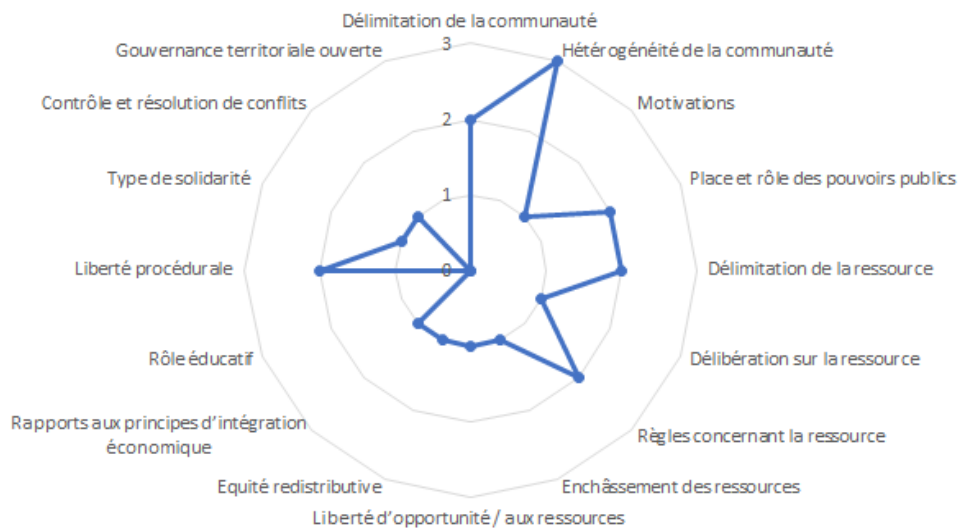 Délimitation de la communauté
3
Hétérogénéité de la communauté
Gouvernance territoriale ouverte
Motivations
Contrôle et résolution de conflits
2
Place et rôle des pouvoirs publics
Type de solidarité
1
Délimitation de la ressource
Liberté procédurale
0
Délibération sur la ressource
Rôle éducatif
Règles concernant la ressource
Rapports aux principes d’intégration
économique
Enchâssement des ressources
Equité redistributive
Liberté d’opportunité / aux ressources